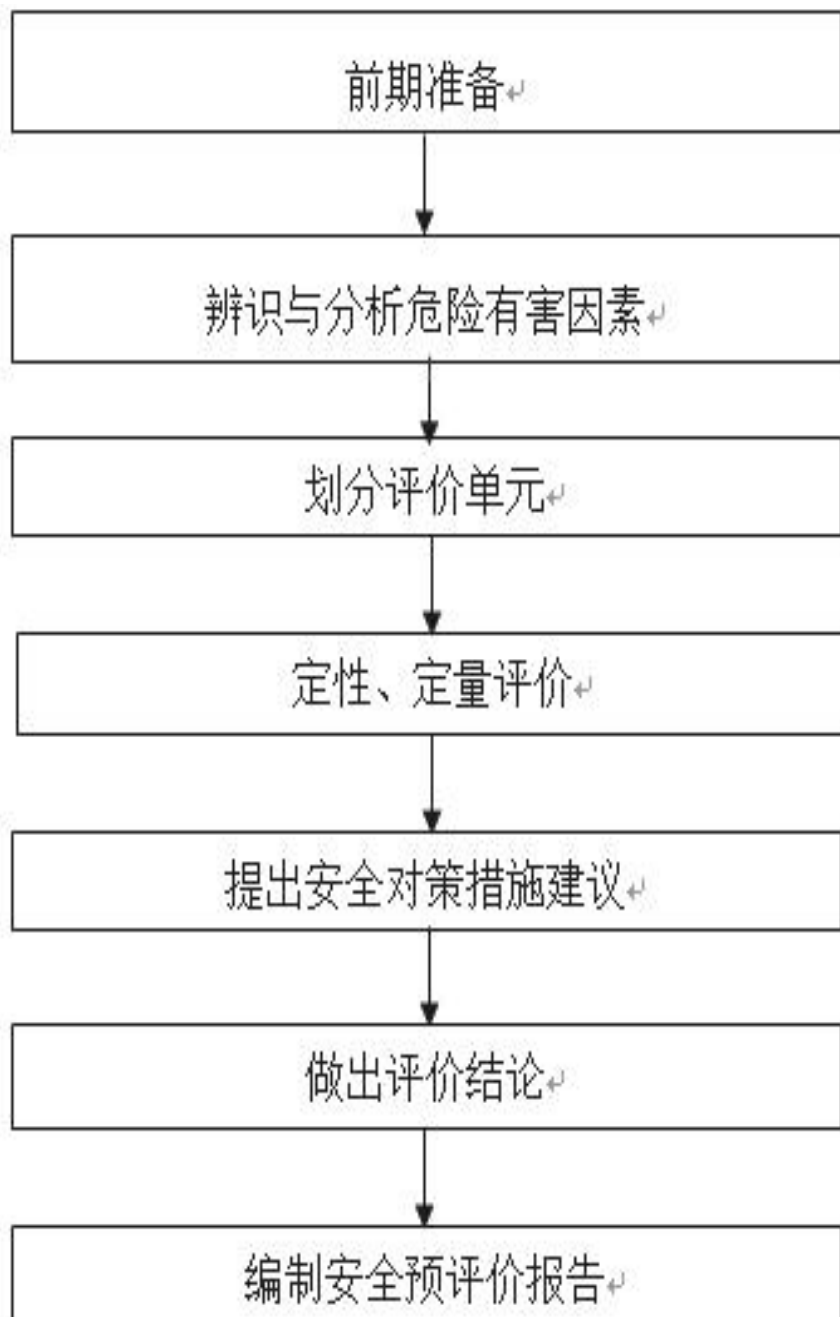 前期准备
辨识与分析危险有害因素
划分评价单元
定性、定量评价
提出安全对策措施建议
做出评价结论
编制安全预评价报告